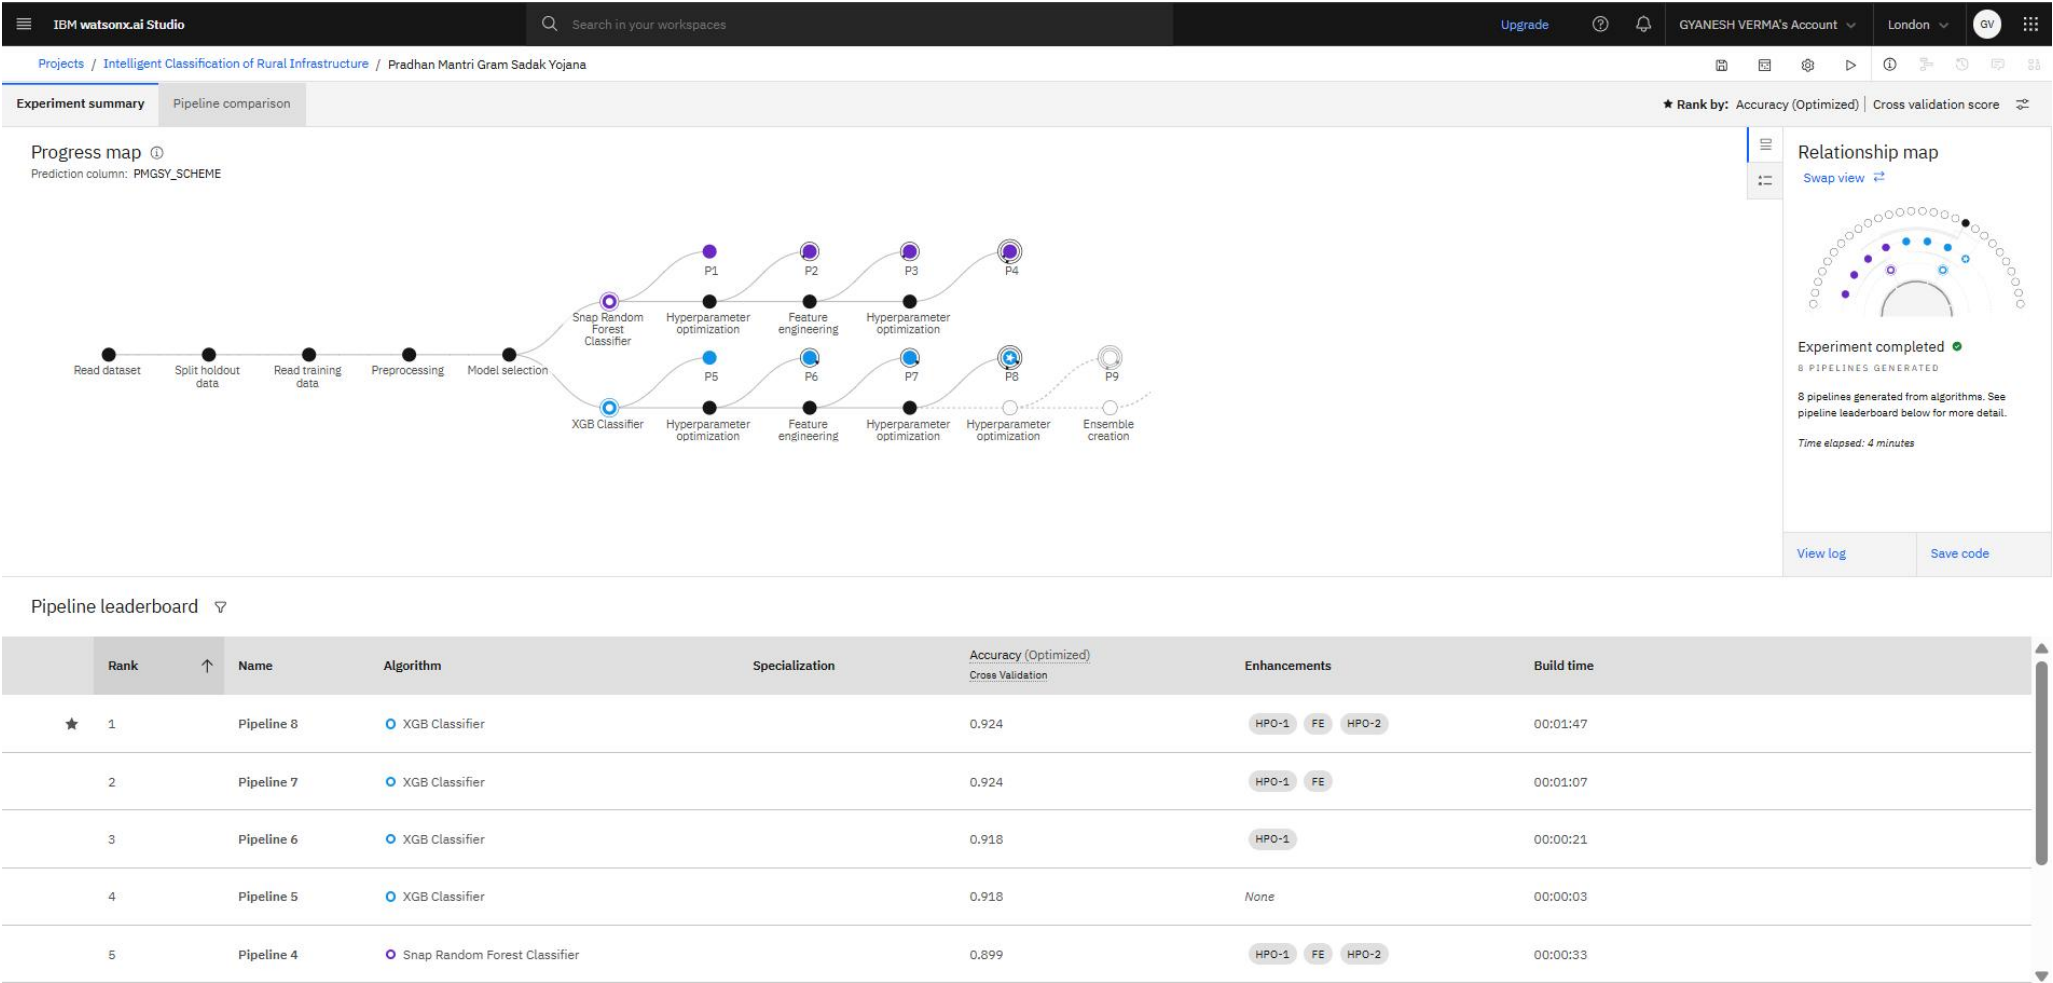 IBM watsonx.ai Studio
Search in your workspaces
Upgrade
GYANESH VERMA's Account
London
GV
Projects / Intelligent Classification of Rural Infrastructure / Pradhan Mantri Gram Sadak Yojana
Experiment summary
Pipeline comparison
★ Rank by: Accuracy (Optimized) | Cross validation score
Progress map
Prediction column: PMGSY_SCHEME
P1
P2
P3
P4
Snap Random
Forest
Classifier
Hyperparameter
optimization
Feature
engineering
Hyperparameter
optimization
Read dataset
Split holdout
data
Read training
data
Preprocessing
Model selection
P5
P6
P7
P8
P9
XGB Classifier
Hyperparameter
optimization
Feature
engineering
Hyperparameter
optimization
Hyperparameter
optimization
Ensemble
creation
Relationship map
Swap view
Experiment completed
8 PIPELINES GENERATED
8 pipelines generated from algorithms. See
pipeline leaderboard below for more detail.
Time elapsed: 4 minutes
View log
Save code
Pipeline leaderboard
Rank ↑ Name Algorithm Specialization Accuracy (Optimized) Enhancements Build time
Cross Validation
★ 1 Pipeline 8 XGB Classifier 0.924 HPO-1 FE HPO-2 00:01:47
2 Pipeline 7 XGB Classifier 0.924 HPO-1 FE 00:01:07
3 Pipeline 6 XGB Classifier 0.918 HPO-1 00:00:21
4 Pipeline 5 XGB Classifier 0.918 None 00:00:03
5 Pipeline 4 Snap Random Forest Classifier 0.899 HPO-1 FE HPO-2 00:00:33